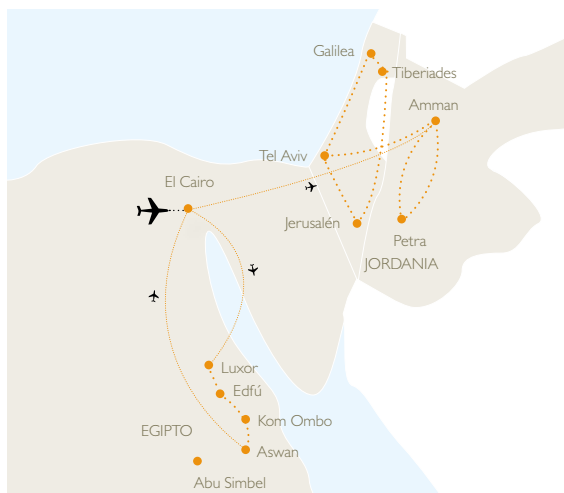 Galilea
Tiberiades
Amman
Tel Aviv
El Cairo
Jerusalén
Petra
JORDANIA
Luxor
Edfú
Kom Ombo
EGIPTO
Aswan
Abu Simbel